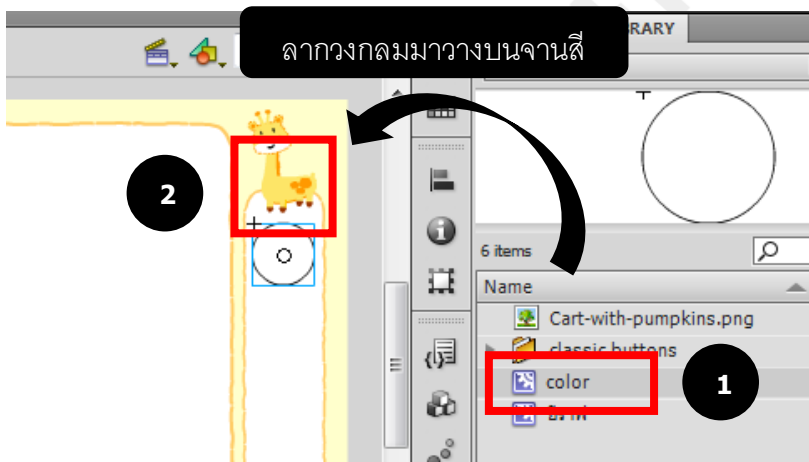 ลากวงกลมมาวางบนจานสี
RARY
2
6 items
Name
Cart-with-pumpkins.png
classic buttons
color
1